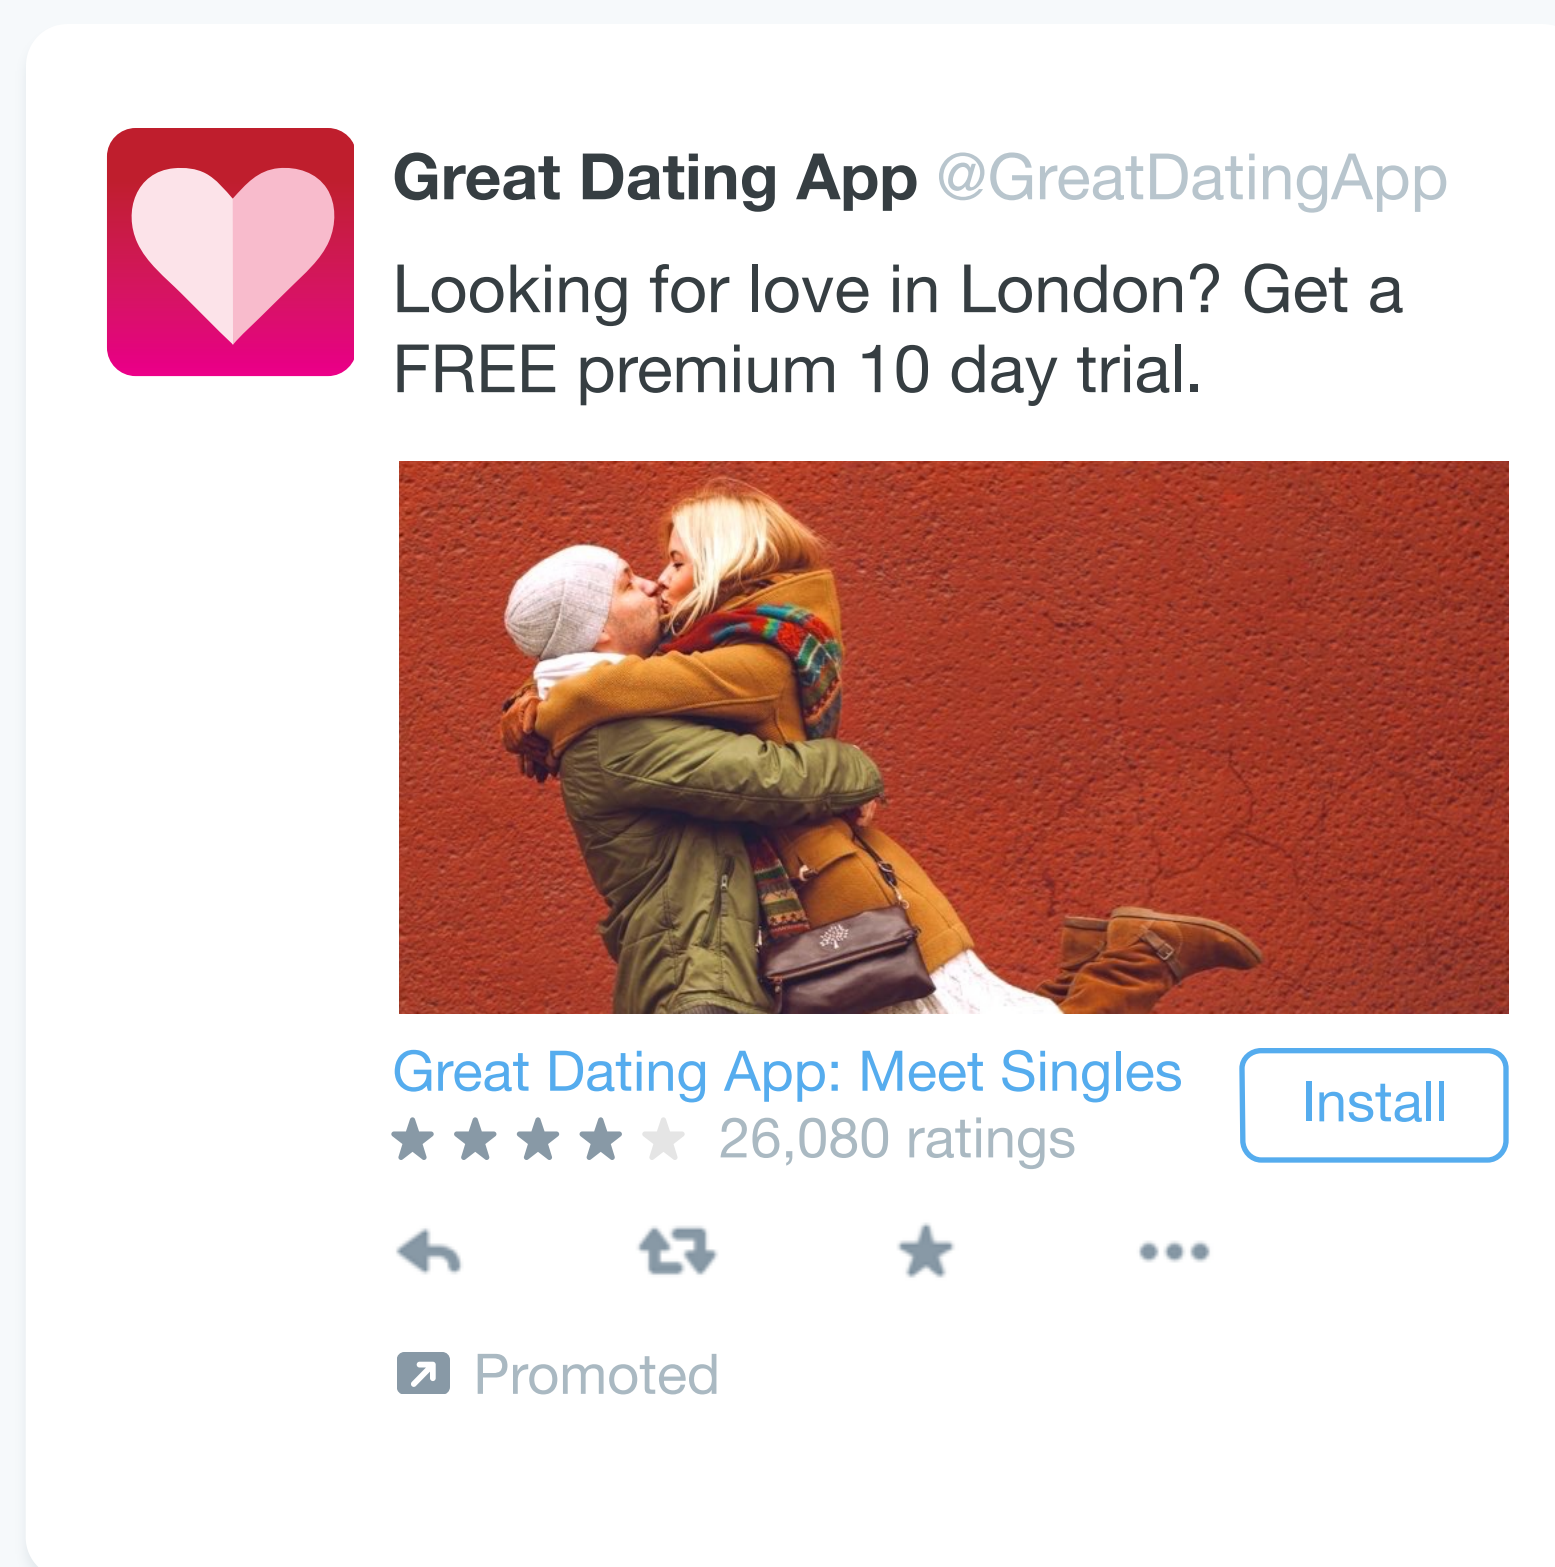 Great Dating App @GreatDatingApp
Looking for love in London? Get a
FREE premium 10 day trial.
Great Dating App: Meet Singles
Install
26,080 ratings
Promoted